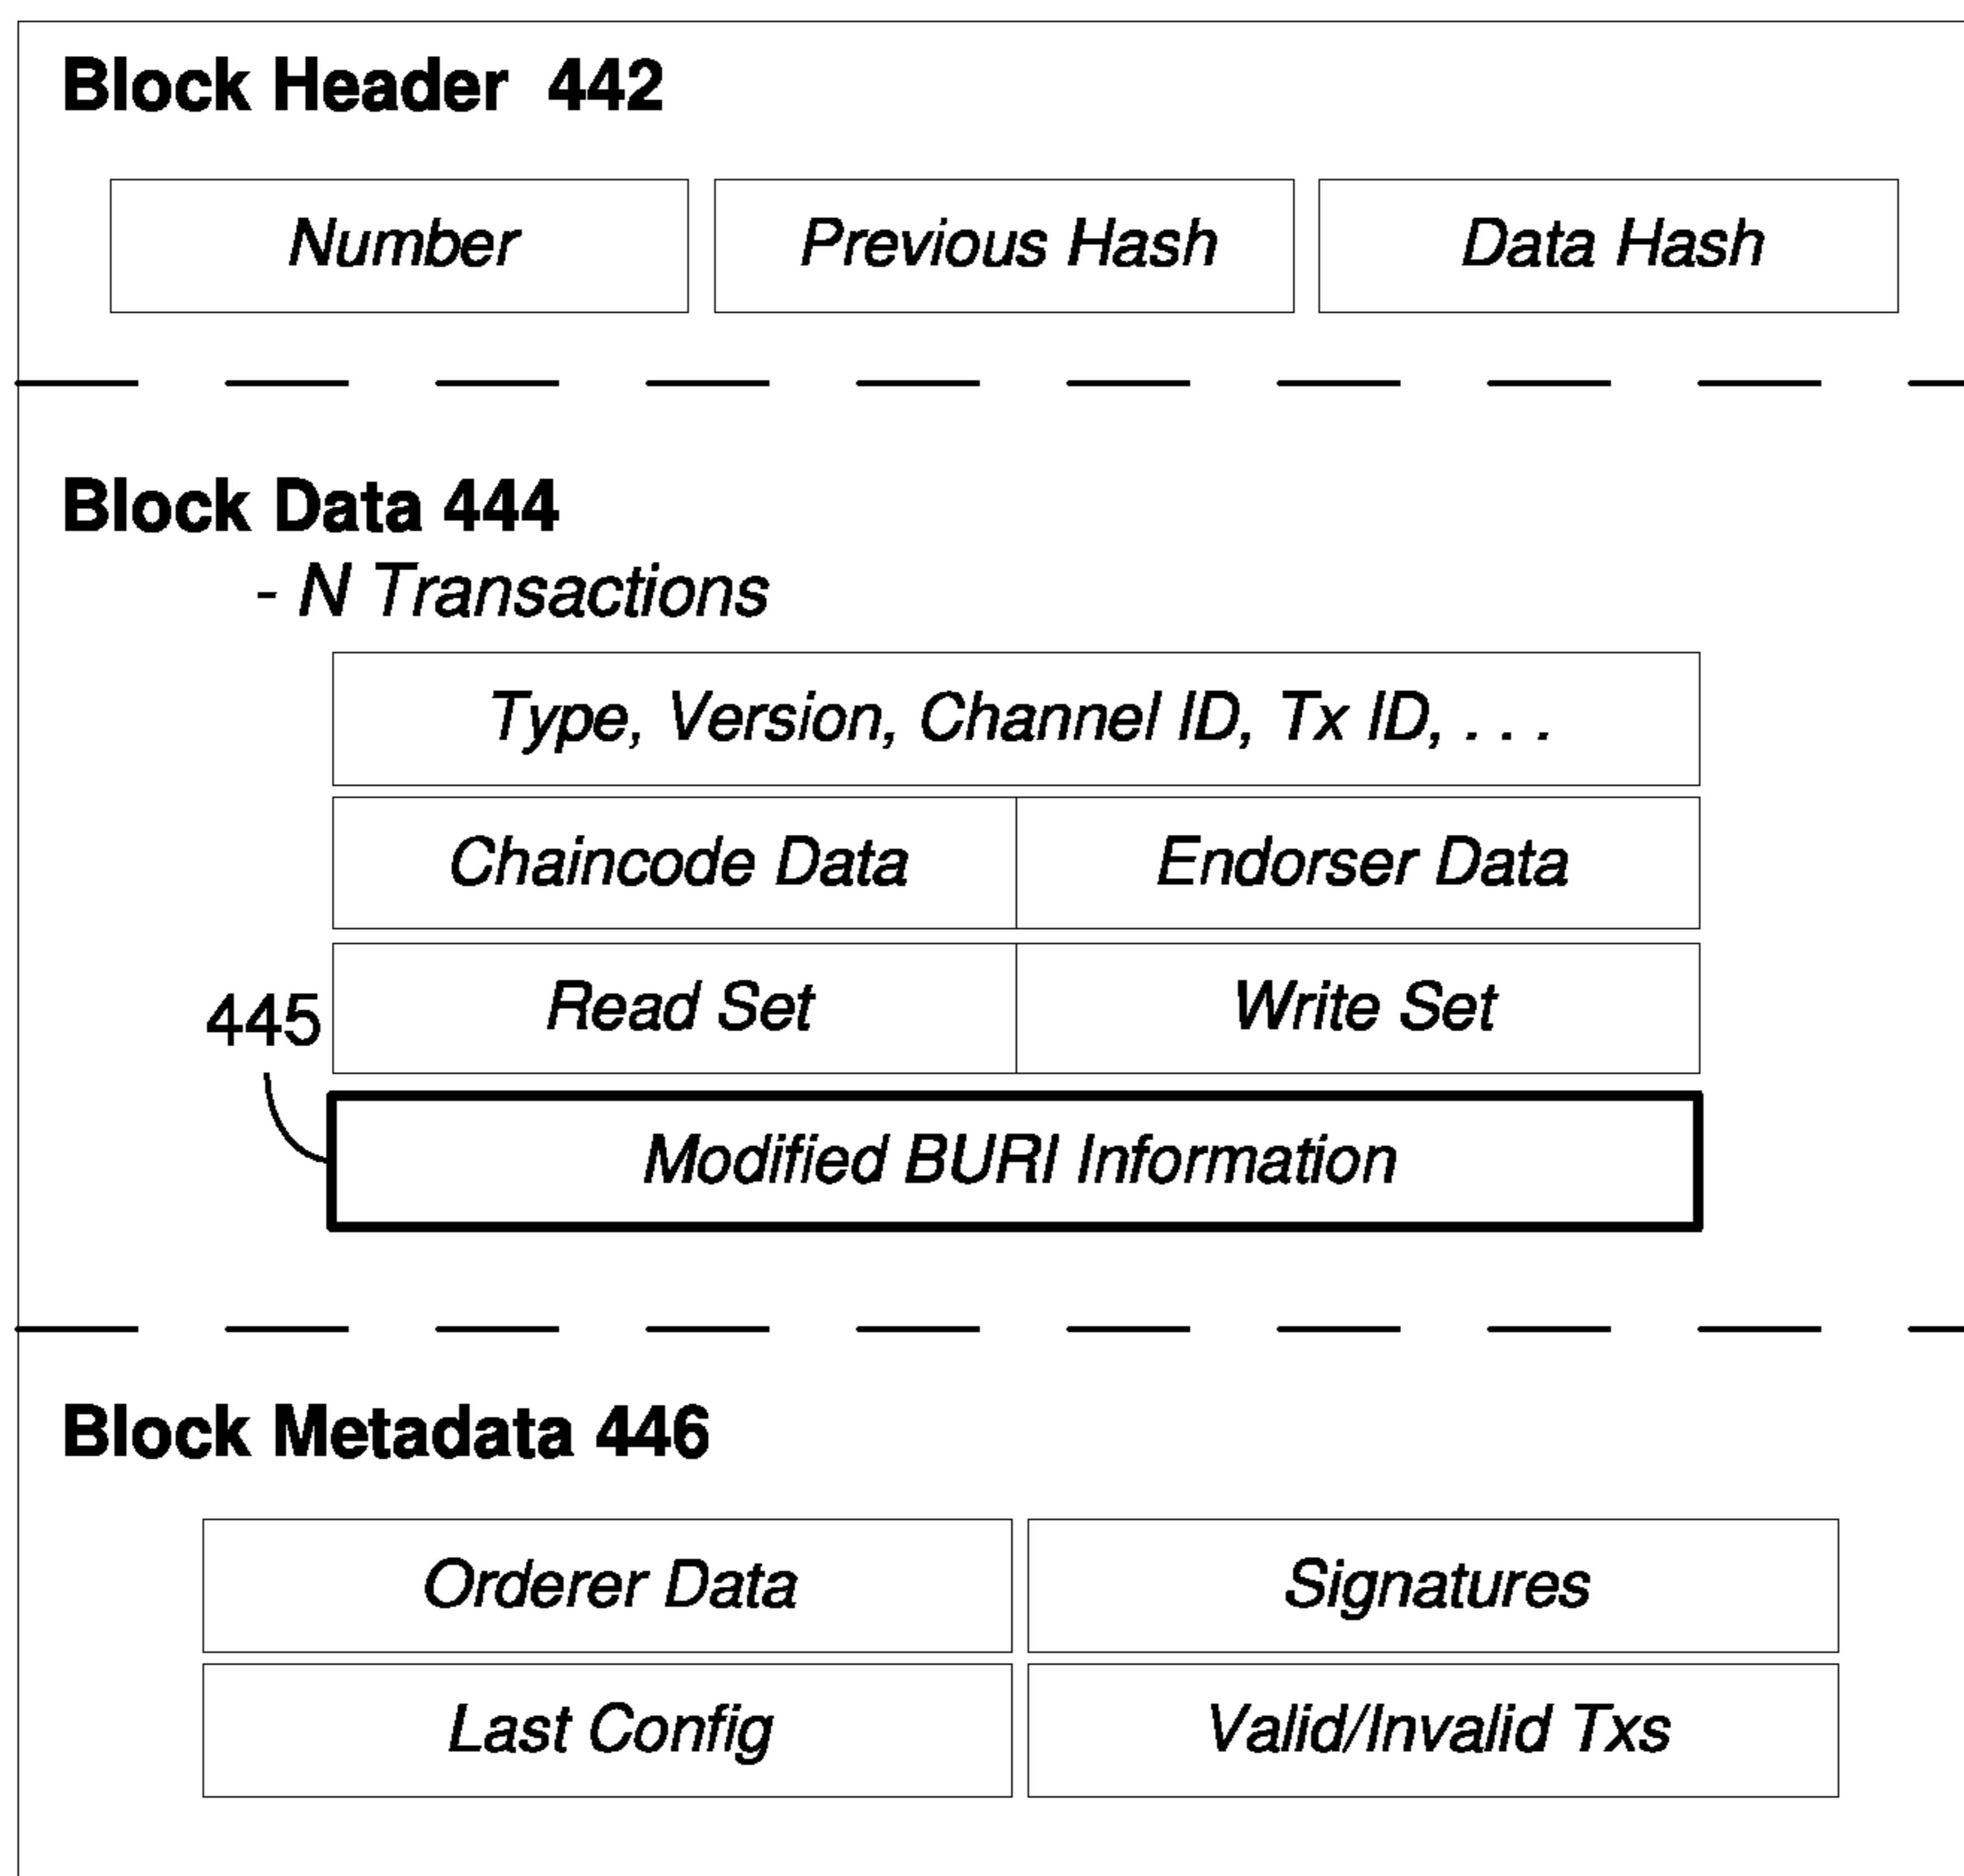 Block Header 442
Number Previous Hash Data Hash
Block Data 444
- N Transactions
Type, Version, Channel ID, Tx ID, . . .
Chaincode Data Endorser Data
445 Read Set Write Set
Modified BURI Information
Block Metadata 446
Orderer Data Signatures
Last Config Valid/Invalid Txs